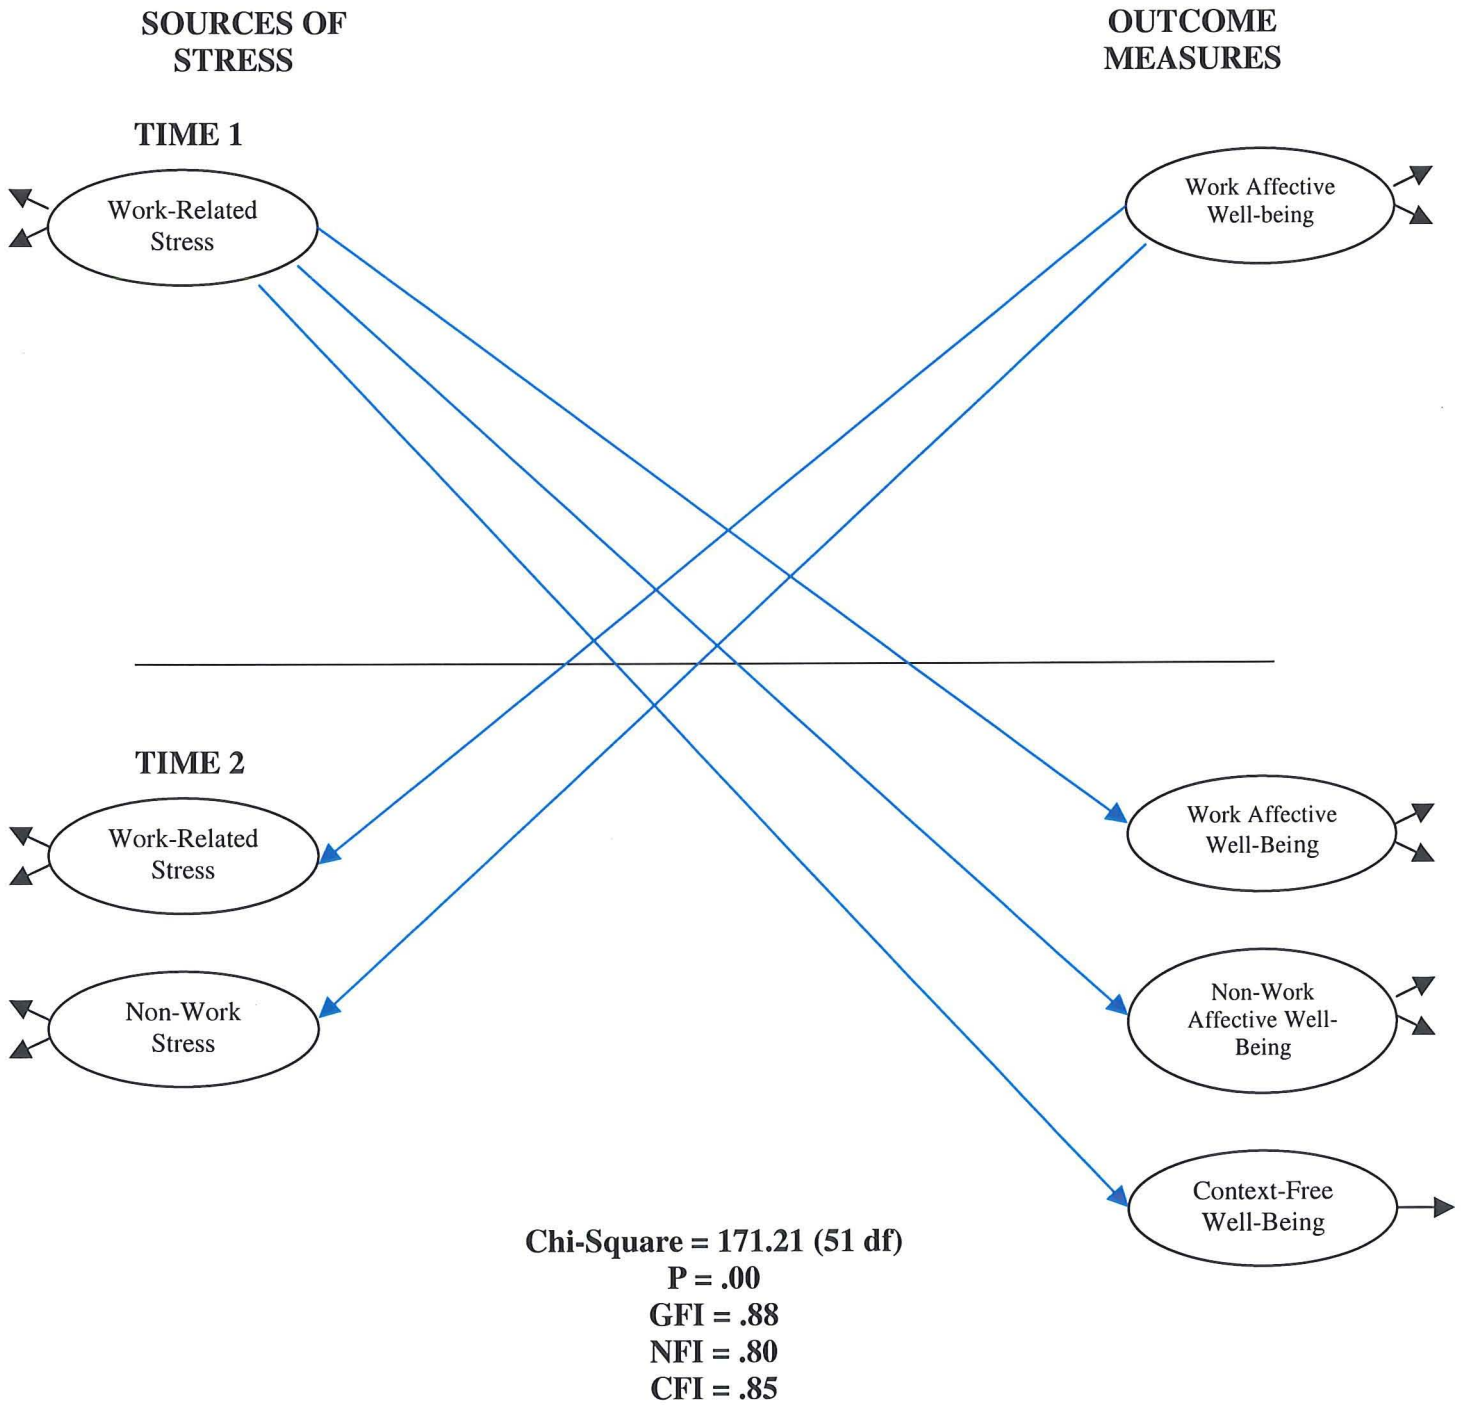 SOURCES OF
STRESS
OUTCOME
MEASURES
TIME 1
Work-Related
Stress
Work Affective
Well-being
TIME 2
Work-Related
Stress
Work Affective
Well-Being
Non-Work
Stress
Non-Work
Affective Well-
Being
Context-Free
Well-Being
Chi-Square = 171.21 (51 df)
P = .00
GFI = .88
NFI = .80
CFI = .85